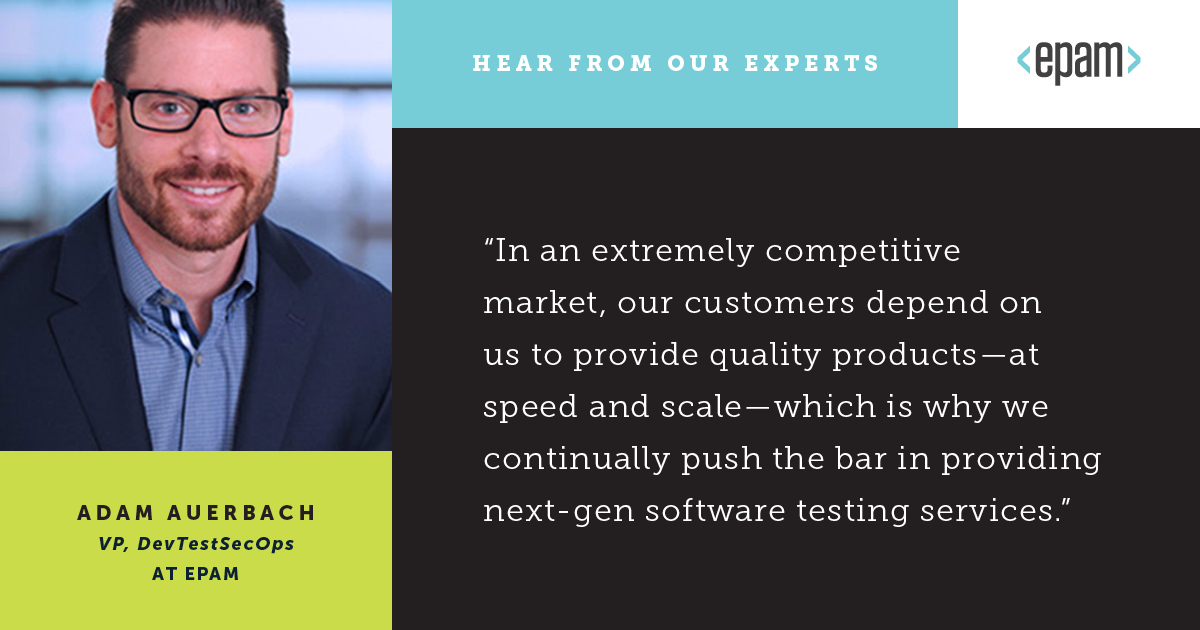 HEAR FROM OUR EXPERTS
<epam>
“In an extremely competitive
market, our customers depend on
us to provide quality products—at
speed and scale—which is why we
continually push the bar in providing
next-gen software testing services.”
ADAM AUERBACH
VP, DevTestSecOps
AT EPAM